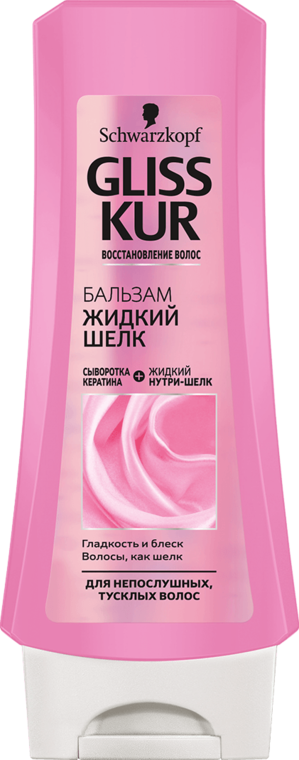 Schwarzkopf
GLISS
KUR
ВОССТАНОВЛЕНИЕ ВОЛОС
БАЛЬЗАМ
ЖИДКИЙ
ШЕЛК
СЫВОРОТКА КЕРАТИНА + ЖИДКИЙ НУТРИ-ШЕЛК
Гладкость и блеск
Волосы, как шелк
ДЛЯ НЕПОСЛУШНЫХ,
ТУСКЛЫХ ВОЛОС